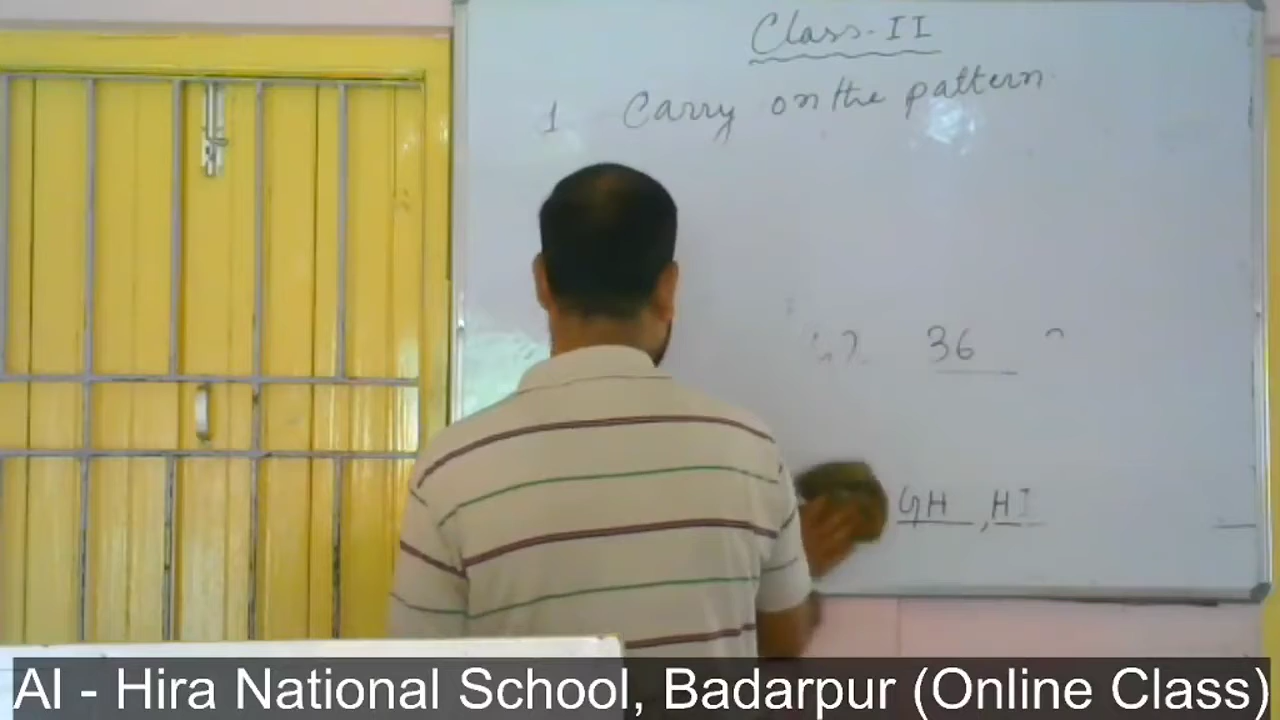 Class-II
1 Carry on the pattern
36
GH, HI
Al - Hira National School, Badarpur (Online Class)